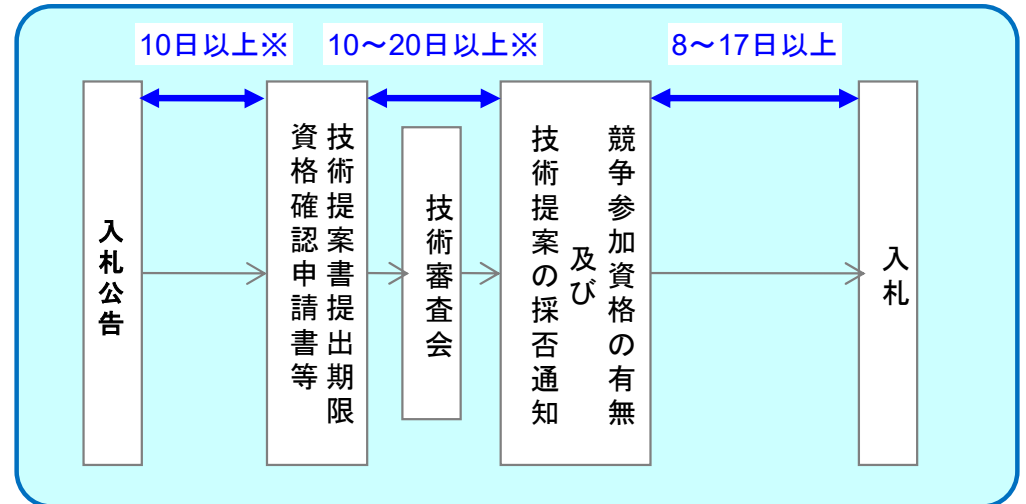 10日以上※
10～20日以上※
8～17日以上
入札公告
技術提案書提出期限
資格確認申請書等
技術審査会
競争参加資格の有無
及び
技術提案の採否通知
入札